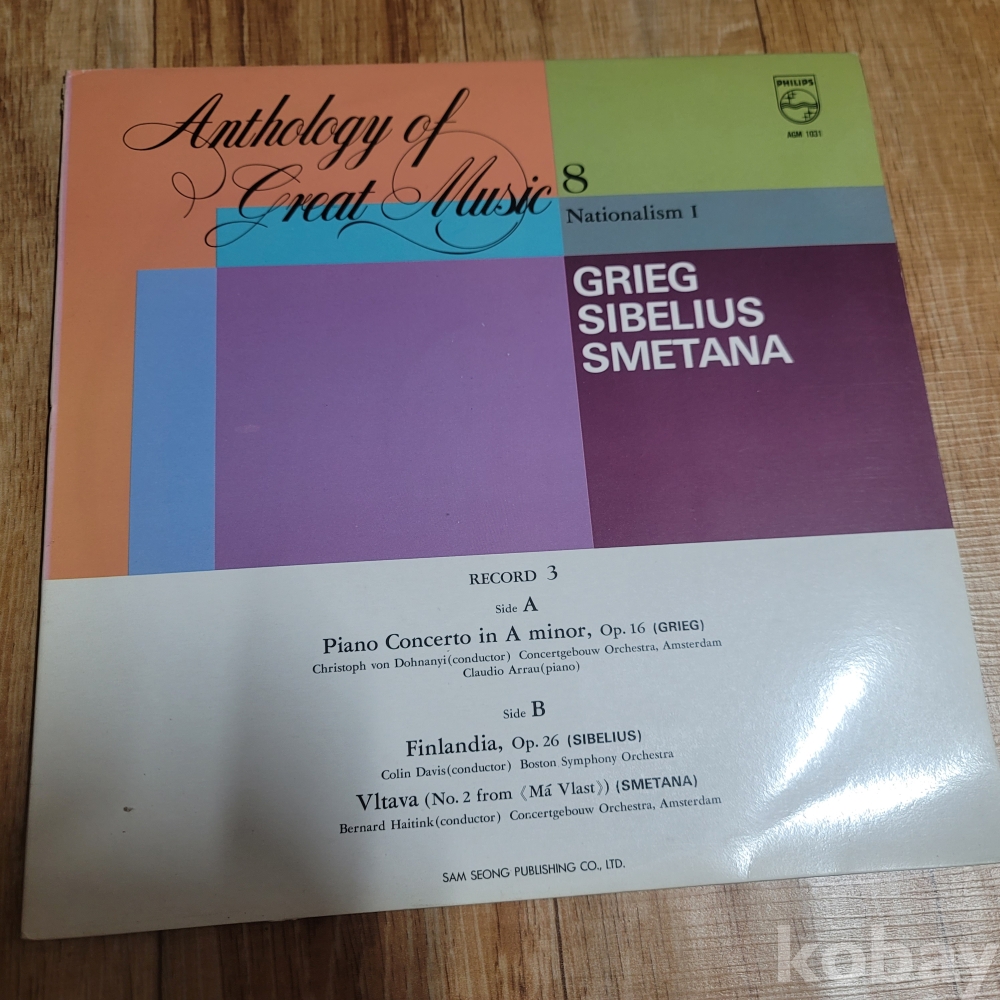 Anthology of
Great Music 8
PHILIPS
AGM 1031
Nationalism I
GRIEG
SIBELIUS
SMETANA
RECORD 3
Side A
Piano Concerto in A minor, Op. 16 (GRIEG)
Christoph von Dohnanyi(conductor) Concertgebouw Orchestra, Amsterdam
Claudio Arrau(piano)
Side B
Finlandia, Op. 26 (SIBELIUS)
Colin Davis(conductor) Boston Symphony Orchestra
Vltava (No. 2 from 《Má Vlast》) (SMETANA)
Bernard Haitink(conductor) Concertgebouw Orchestra, Amsterdam
SAM SEONG PUBLISHING CO., LTD.
kobay